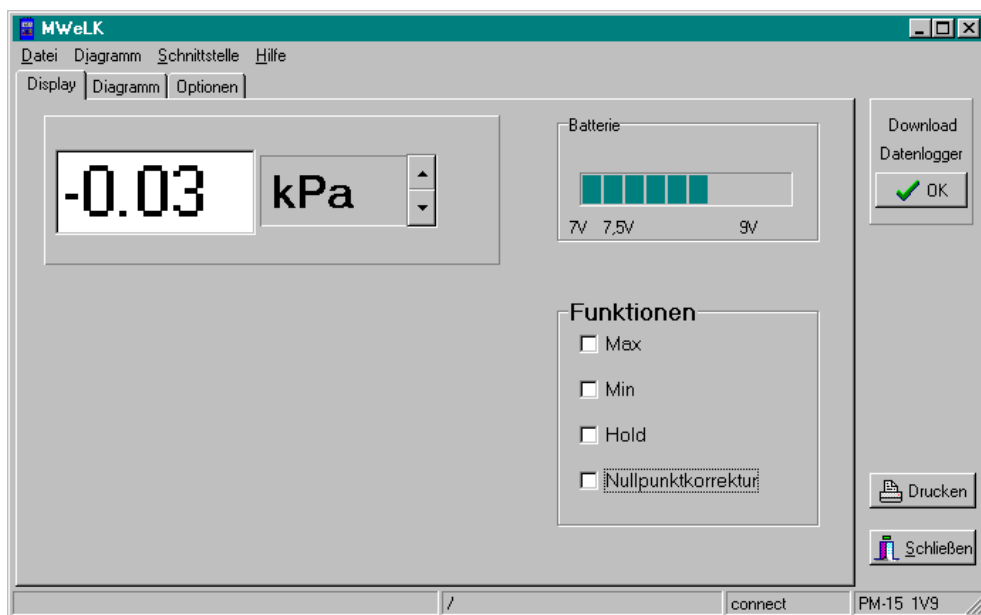 MWeLK
Datei Djagramm Schnittstelle Hilfe
Display Diagramm Optionen
-0.03 kPa
Batterie
7V 7,5V 9V
Funktionen
Max
Min
Hold
Nullpunktkorrektur
Download
Datenlogger
OK
Drucken
Schließen
/ connect PM-15 1V9